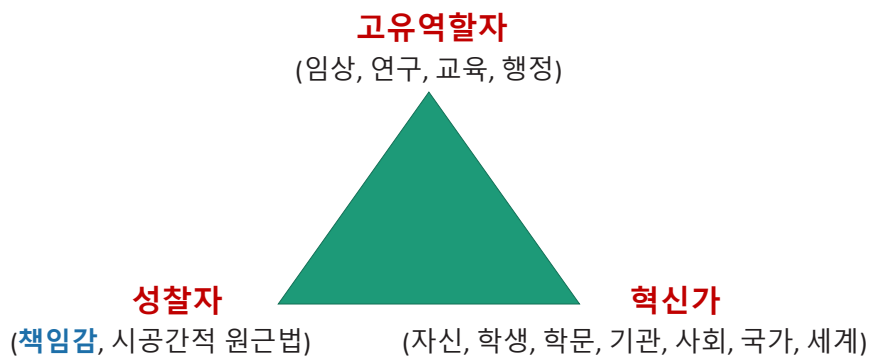 고유역할자
(임상, 연구, 교육, 행정)
성찰자
(책임감, 시공간적 원근법)
혁신가
(자신, 학생, 학문, 기관, 사회, 국가, 세계)